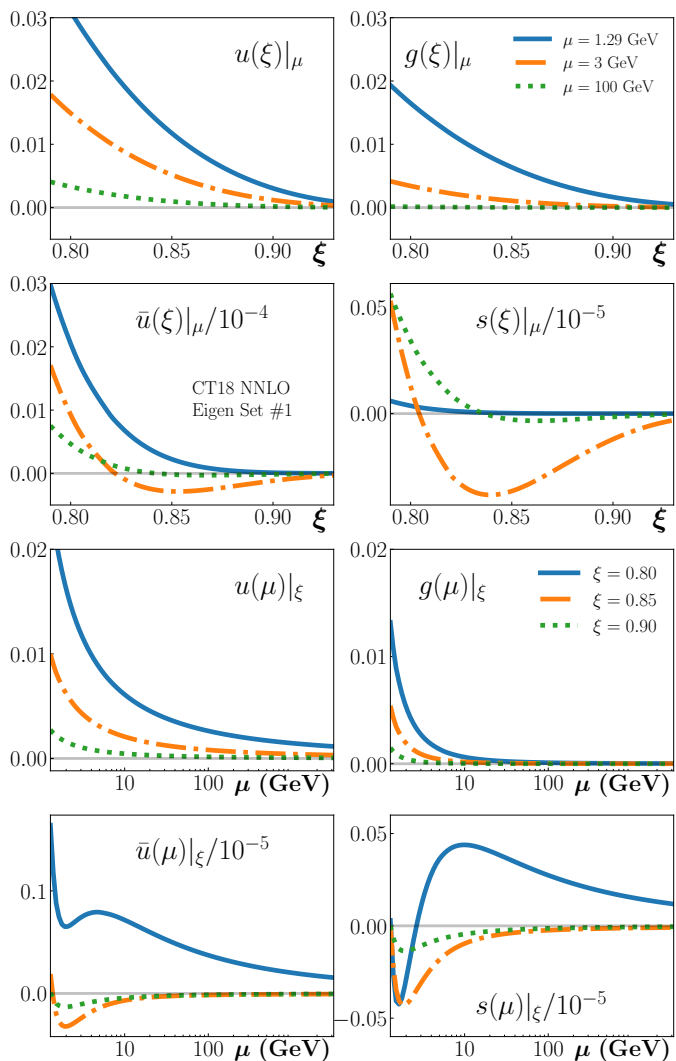 0.03
0.02
0.01
0.00
u(ξ)|μ
0.80
0.85
0.90
ξ
0.03
0.02
0.01
0.00
g(ξ)|μ
μ = 1.29 GeV
μ = 3 GeV
μ = 100 GeV
0.80
0.85
0.90
ξ
0.03
0.02
0.01
0.00
ū(ξ)|μ/10⁻⁴
CT18 NNLO
Eigen Set #1
0.80
0.85
0.90
ξ
0.05
0.00
s(ξ)|μ/10⁻⁵
0.80
0.85
0.90
ξ
0.02
0.01
0.00
u(μ)|ξ
10
100
μ (GeV)
0.02
0.01
0.00
g(μ)|ξ
ξ = 0.80
ξ = 0.85
ξ = 0.90
10
100
μ (GeV)
0.1
0.0
ū(μ)|ξ/10⁻⁵
10
100
μ (GeV)
0.05
0.00
−0.05
s(μ)|ξ/10⁻⁵
10
100
μ (GeV)